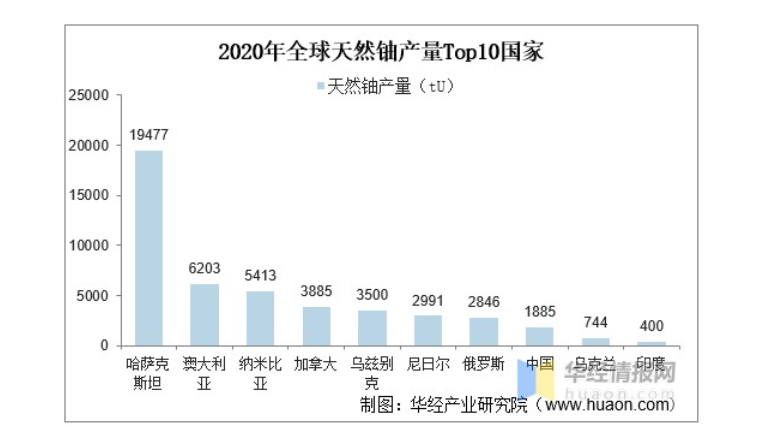 2020年全球天然铀产量Top10国家
天然铀产量（tU）
25000
20000
15000
10000
5000
0
19477
6203
5413
3885
3500
2991
2846
1885
744
400
哈萨克
斯坦
澳大利
亚
纳米比
亚
加拿大
乌兹别
克
尼日尔
俄罗斯
中国
乌克兰
印度
华经情报网
制图：华经产业研究院（www.huaon.com）